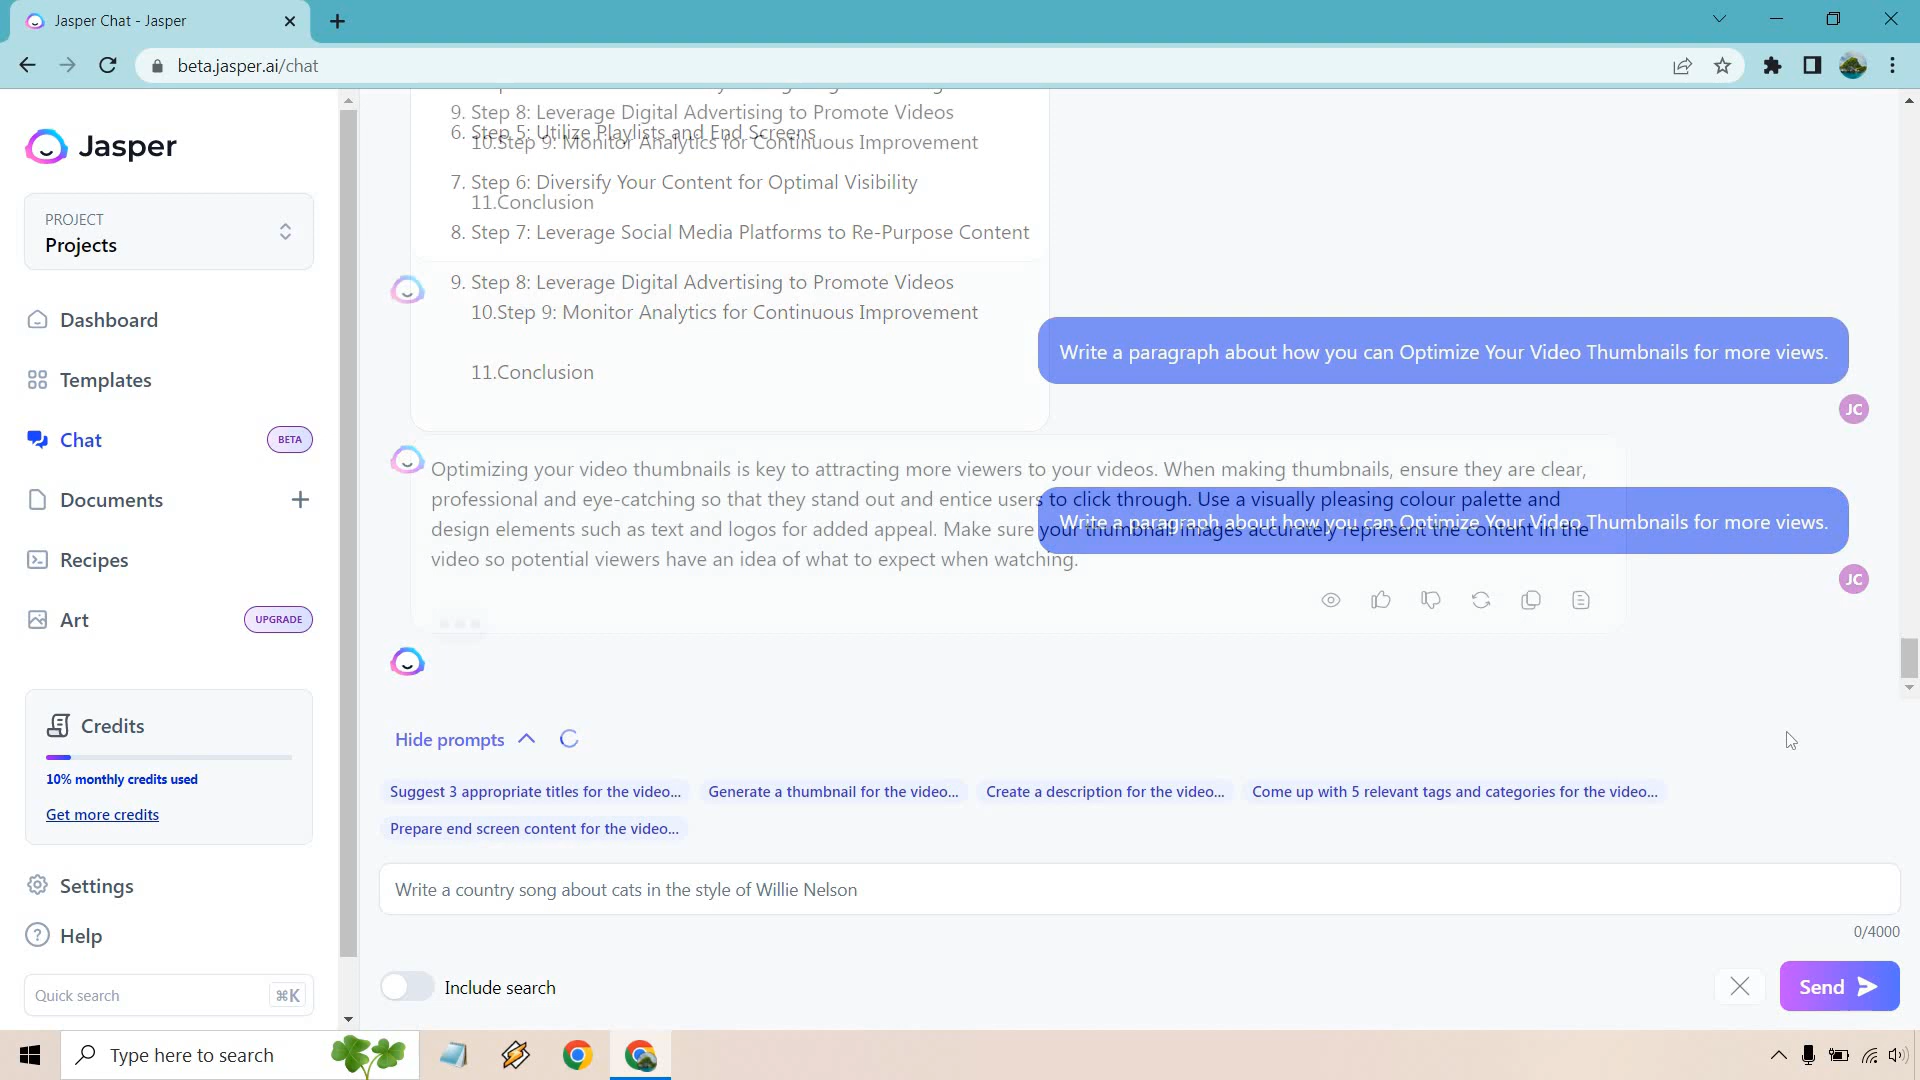 Jasper Chat - Jasper
beta.jasper.ai/chat
Jasper
PROJECT
Projects
Dashboard
Templates
Chat
BETA
Documents
Recipes
Art
UPGRADE
Credits
10% monthly credits used
Get more credits
Settings
Help
Quick search
⌘K
9. Step 8: Leverage Digital Advertising to Promote Videos
6. Step 5: Utilize Playlists and End Screens
10.Step 9: Monitor Analytics for Continuous Improvement
7. Step 6: Diversify Your Content for Optimal Visibility
11.Conclusion
8. Step 7: Leverage Social Media Platforms to Re-Purpose Content
9. Step 8: Leverage Digital Advertising to Promote Videos
10.Step 9: Monitor Analytics for Continuous Improvement
11.Conclusion
Write a paragraph about how you can Optimize Your Video Thumbnails for more views.
JC
Optimizing your video thumbnails is key to attracting more viewers to your videos. When making thumbnails, ensure they are clear,
professional and eye-catching so that they stand out and entice users to click through. Use a visually pleasing colour palette and
design elements such as text and logos for added appeal. Make sure your thumbnail images accurately represent the content in the
video so potential viewers have an idea of what to expect when watching.
Write a paragraph about how you can Optimize Your Video Thumbnails for more views.
JC
Hide prompts
Suggest 3 appropriate titles for the video...
Generate a thumbnail for the video...
Create a description for the video...
Come up with 5 relevant tags and categories for the video...
Prepare end screen content for the video...
Write a country song about cats in the style of Willie Nelson
0/4000
Include search
Send
Type here to search